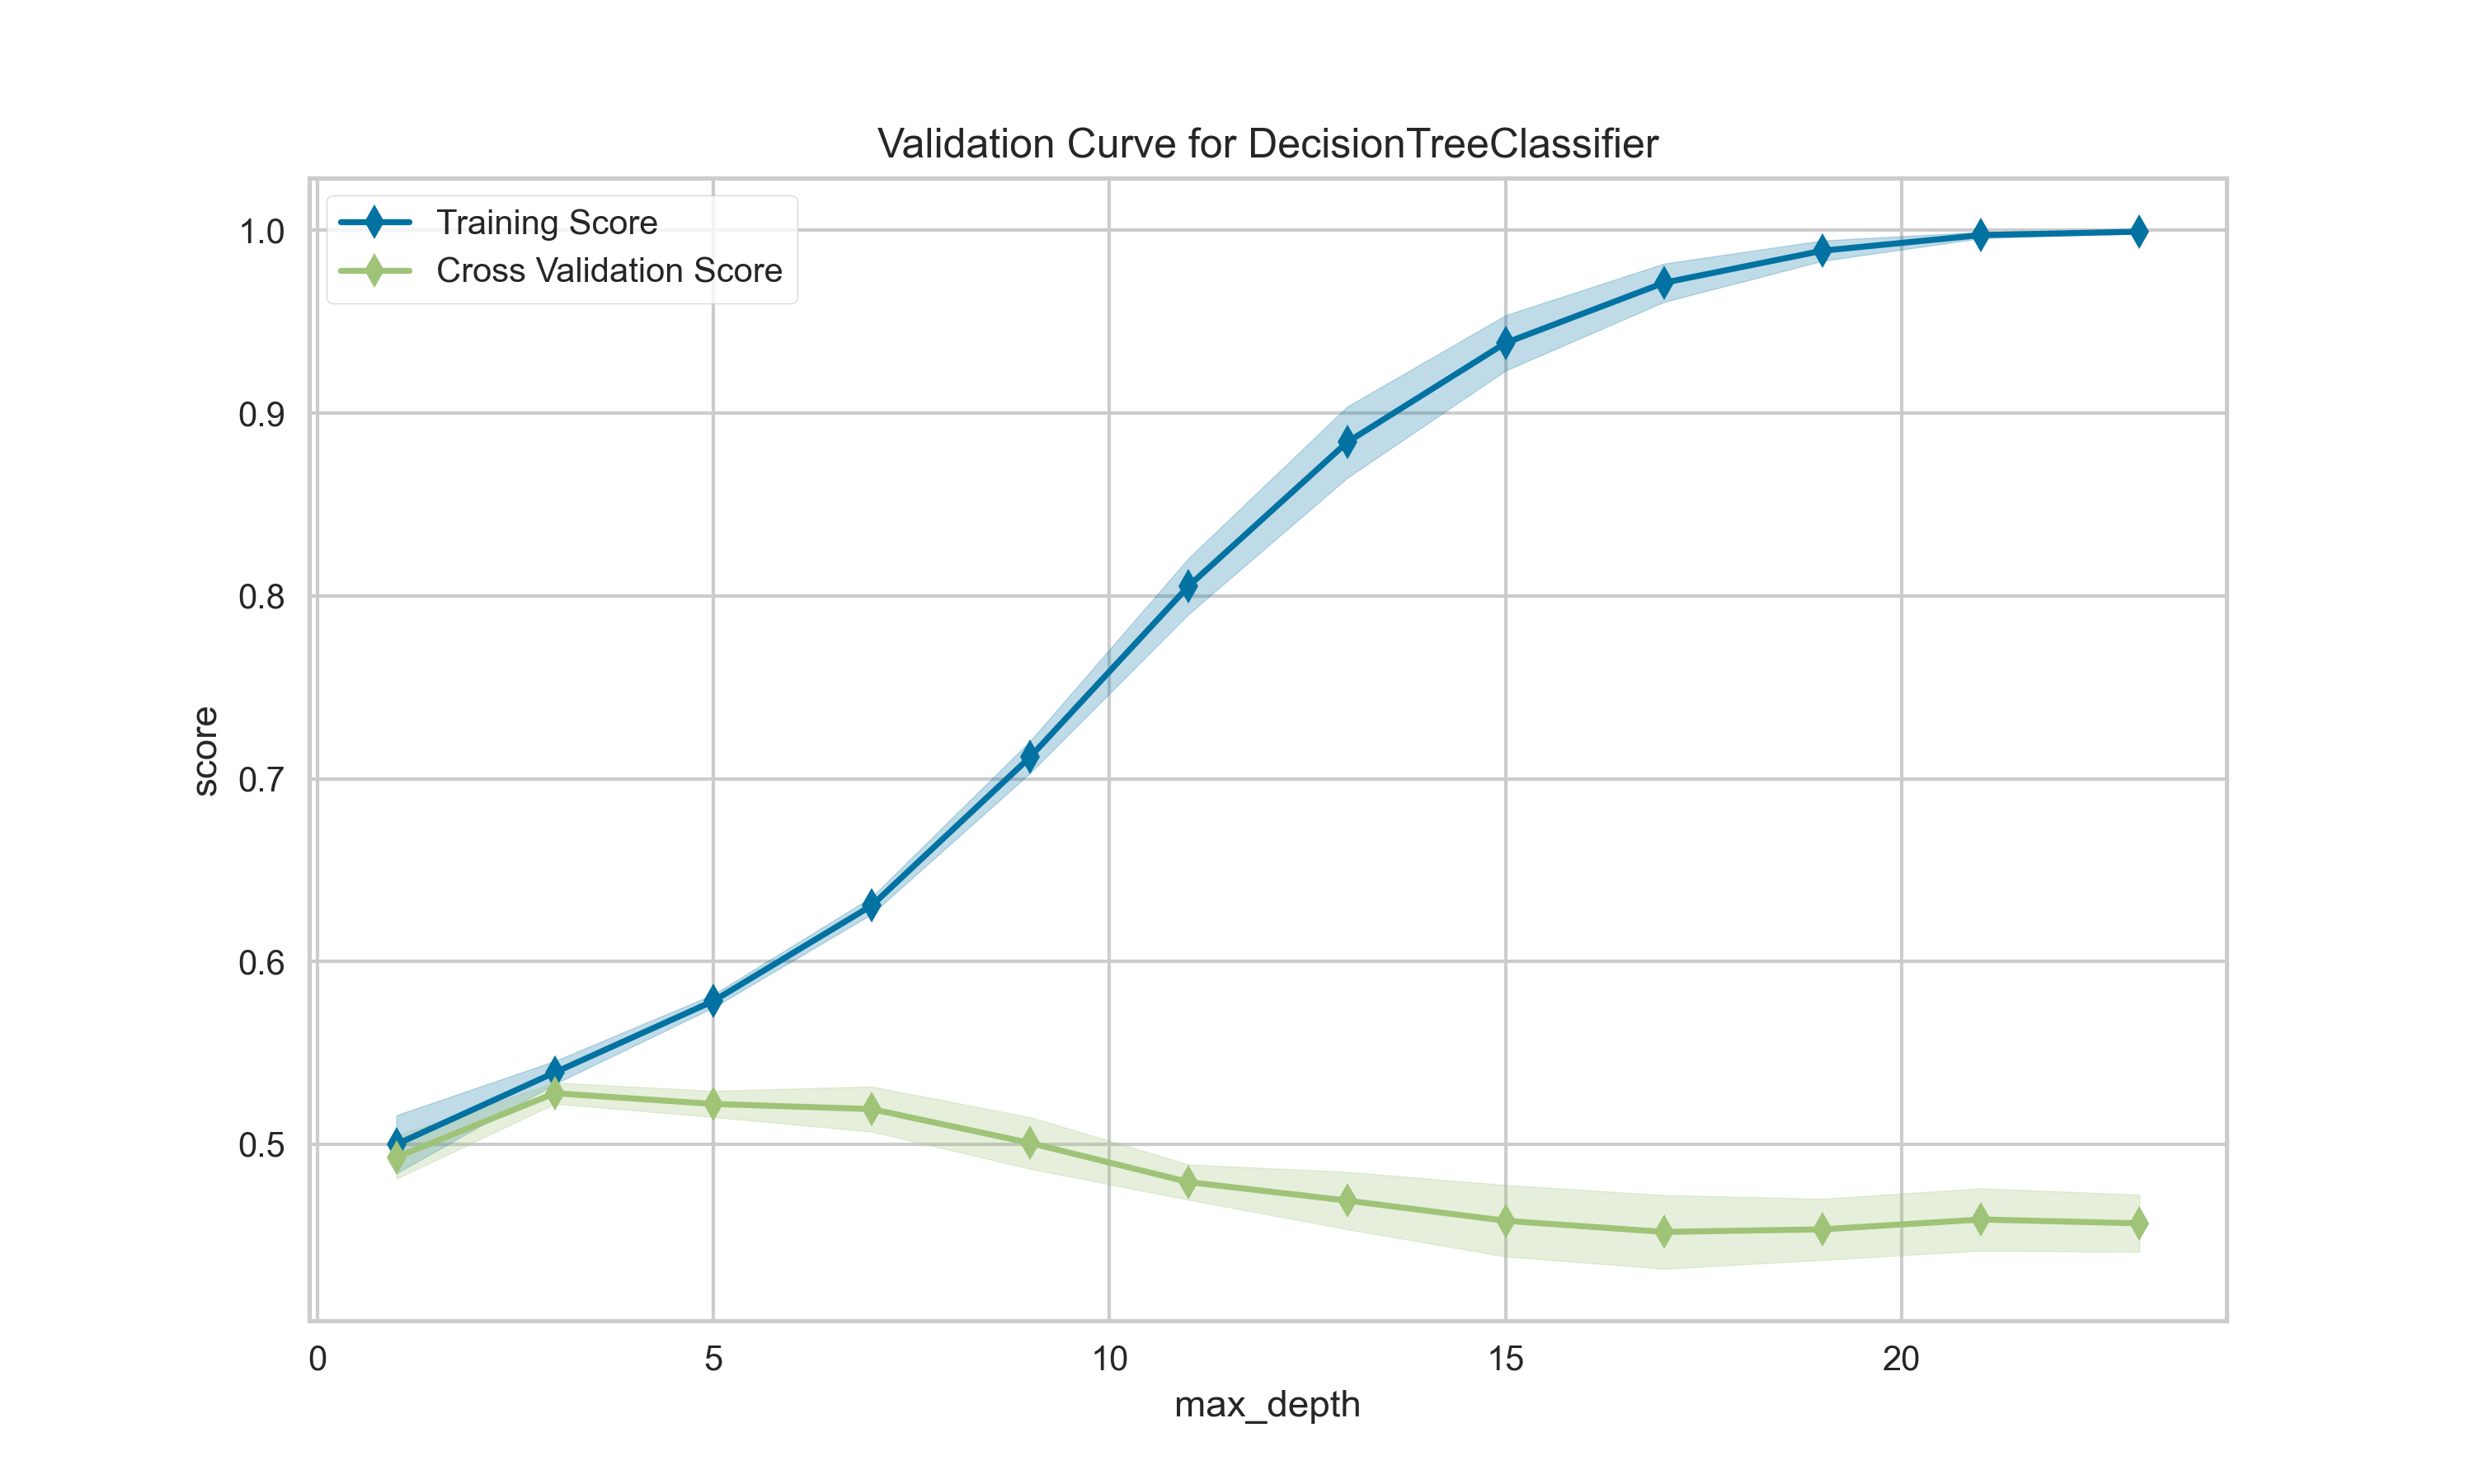 Validation Curve for DecisionTreeClassifier
Training Score
Cross Validation Score
1.0
0.9
0.8
0.7
0.6
0.5
score
0 5 10 15 20
max_depth